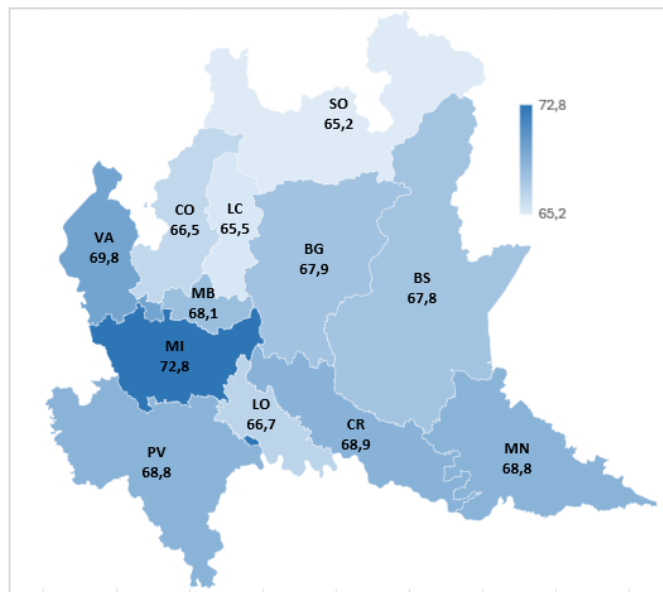 SO
65,2
72,8
65,2
CO
66,5
LC
65,5
VA
69,8
BG
67,9
BS
67,8
MB
68,1
MI
72,8
LO
66,7
CR
68,9
PV
68,8
MN
68,8